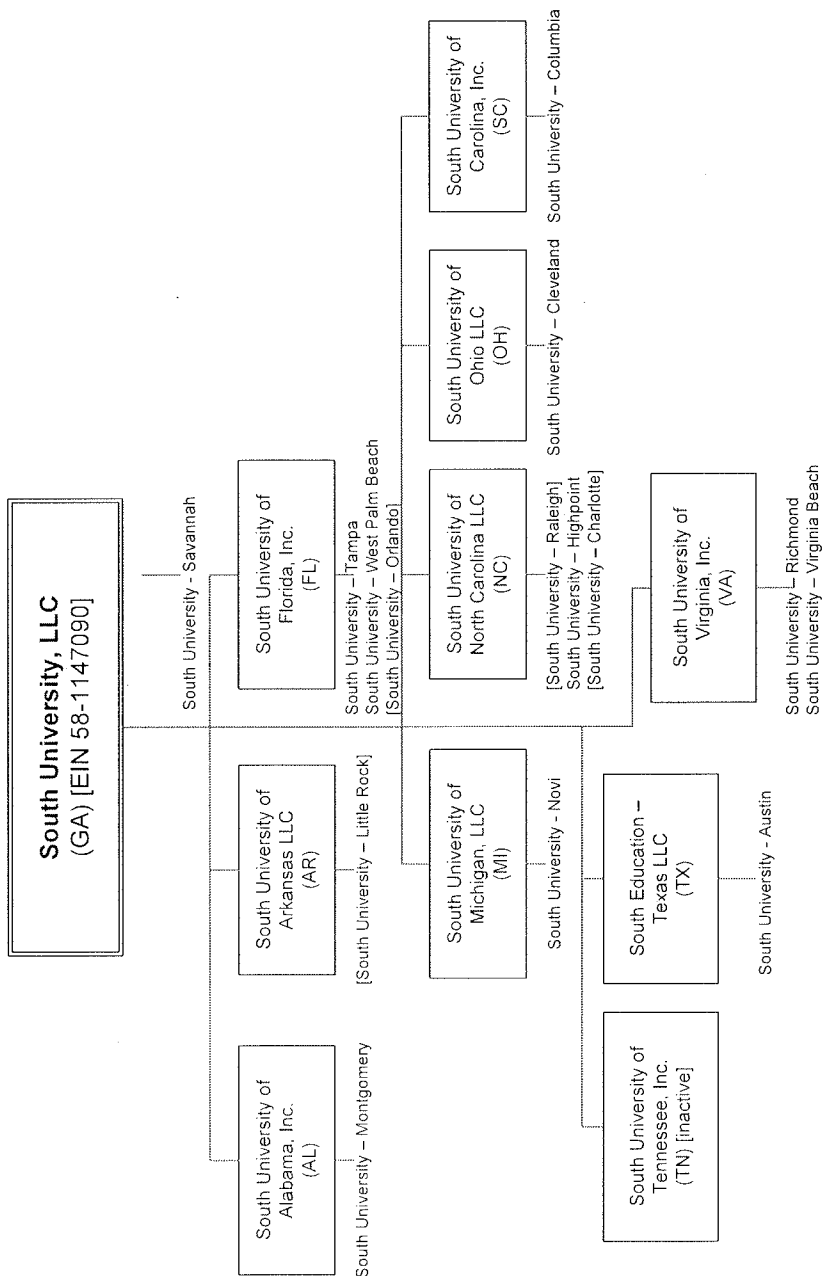 South University, LLC
(GA) [EIN 58-1147090]
South University - Savannah
South University of
Alabama, Inc.
(AL)
South University – Montgomery
South University of
Arkansas LLC
(AR)
[South University – Little Rock]
South University of
Florida, Inc.
(FL)
South University – Tampa
South University – West Palm Beach
[South University – Orlando]
South University of
Michigan, LLC
(MI)
South University - Novi
South University of
North Carolina LLC
(NC)
[South University – Raleigh]
South University – Highpoint
[South University – Charlotte]
South University of
Ohio LLC
(OH)
South University – Cleveland
South University of
Carolina, Inc.
(SC)
South University – Columbia
South University of
Tennessee, Inc.
(TN) [inactive]
South Education –
Texas LLC
(TX)
South University - Austin
South University of
Virginia, Inc.
(VA)
South University – Richmond
South University – Virginia Beach